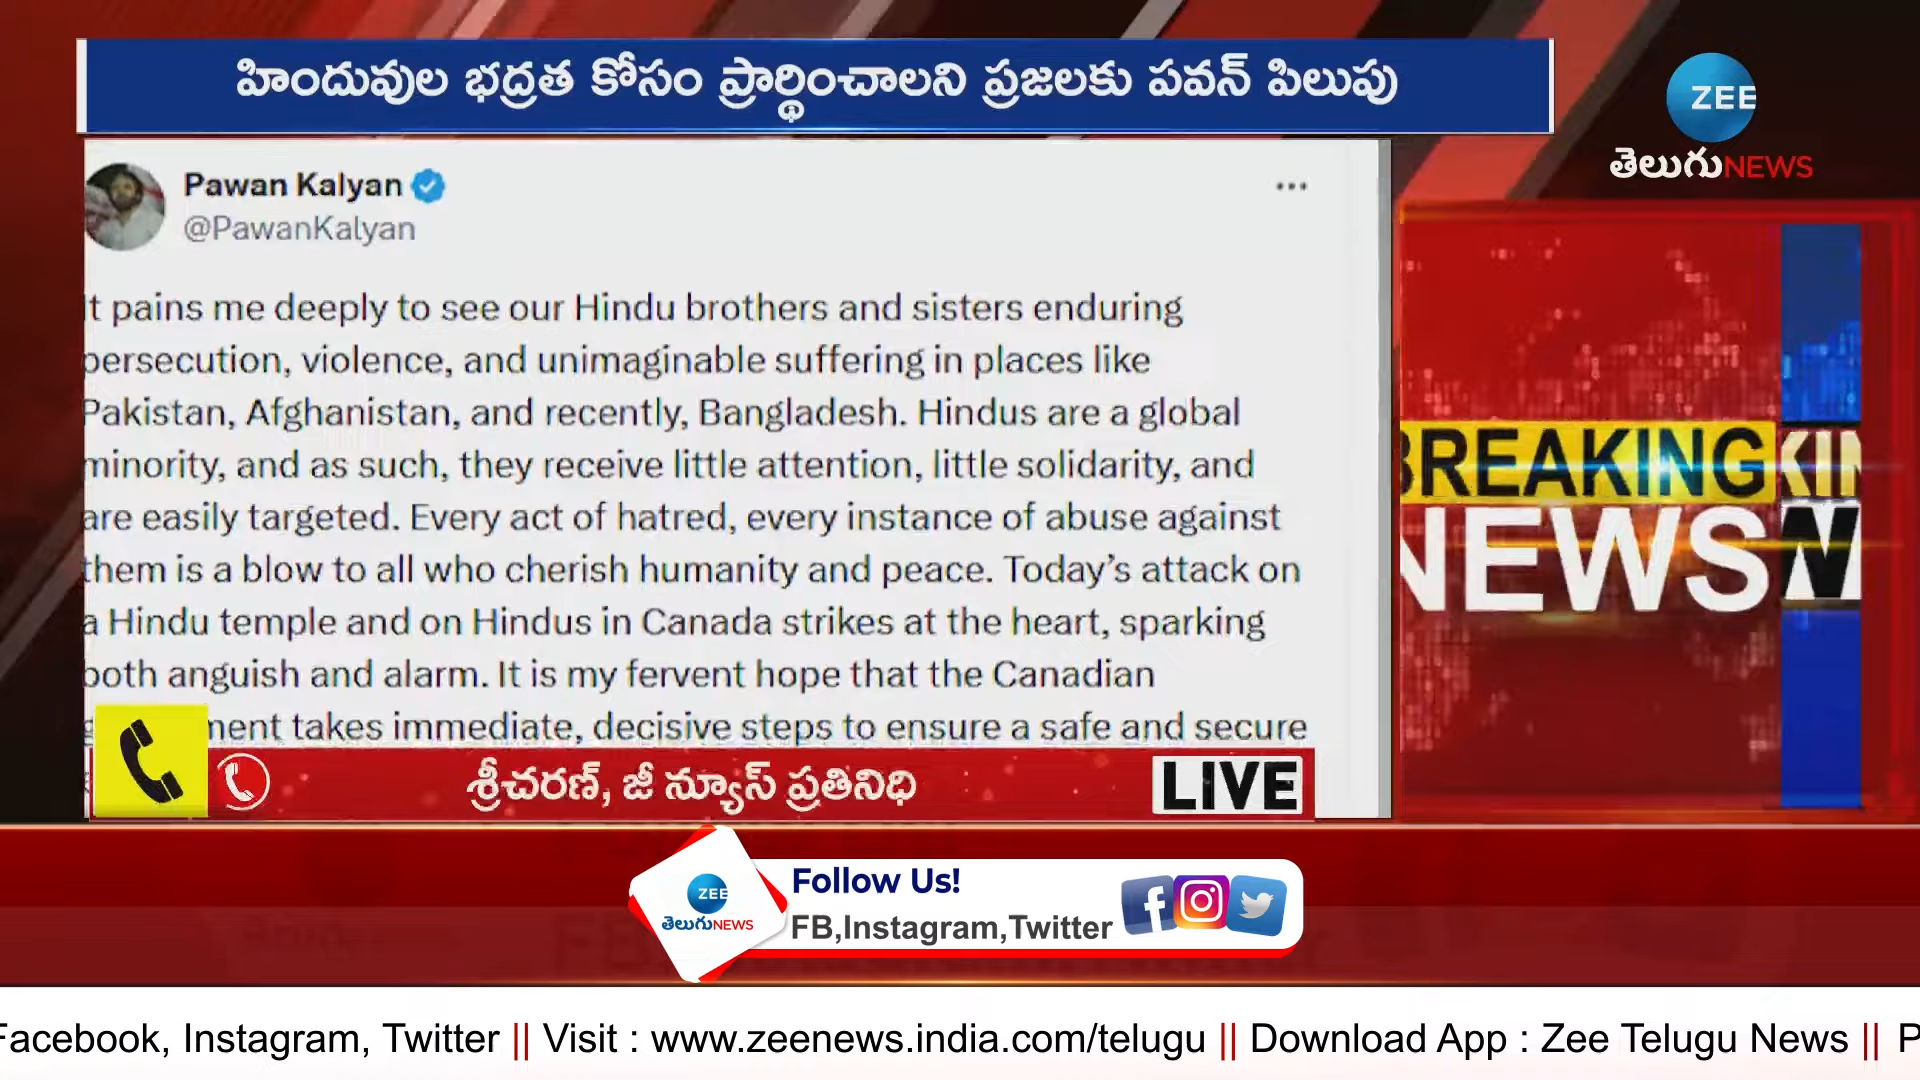 హిందువుల భద్రత కోసం ప్రార్థించాలని ప్రజలకు పవన్ పిలుపు
ZEE
తెలుగు NEWS
Pawan Kalyan
@PawanKalyan
It pains me deeply to see our Hindu brothers and sisters enduring
persecution, violence, and unimaginable suffering in places like
Pakistan, Afghanistan, and recently, Bangladesh. Hindus are a global
minority, and as such, they receive little attention, little solidarity, and
are easily targeted. Every act of hatred, every instance of abuse against
them is a blow to all who cherish humanity and peace. Today’s attack on
a Hindu temple and on Hindus in Canada strikes at the heart, sparking
both anguish and alarm. It is my fervent hope that the Canadian
takes immediate, decisive steps to ensure a safe and secure
BREAKING
NEWS
KIN
N
శ్రీచరణ్, జీ న్యూస్ ప్రతినిధి
LIVE
ZEE
తెలుగు NEWS
Follow Us!
FB,Instagram,Twitter
Facebook, Instagram, Twitter || Visit : www.zeenews.india.com/telugu || Download App : Zee Telugu News || P